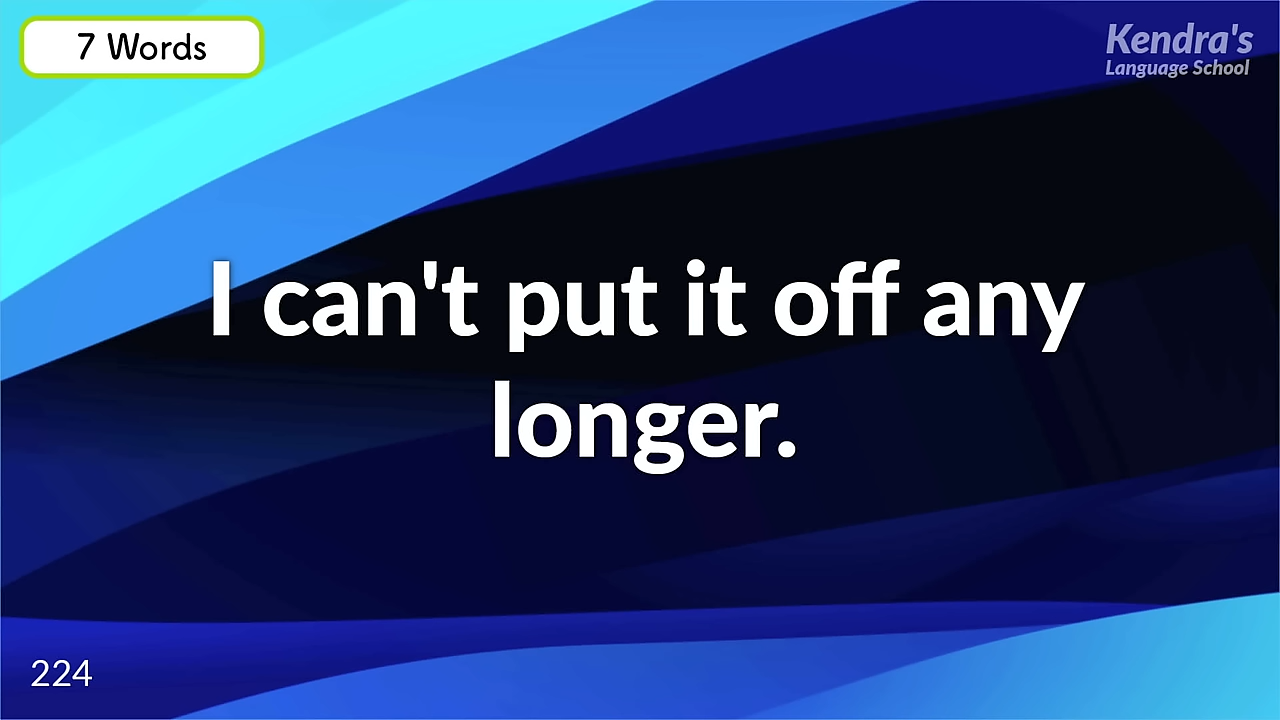 7 Words
Kendra's
Language School
I can't put it off any
longer.
224